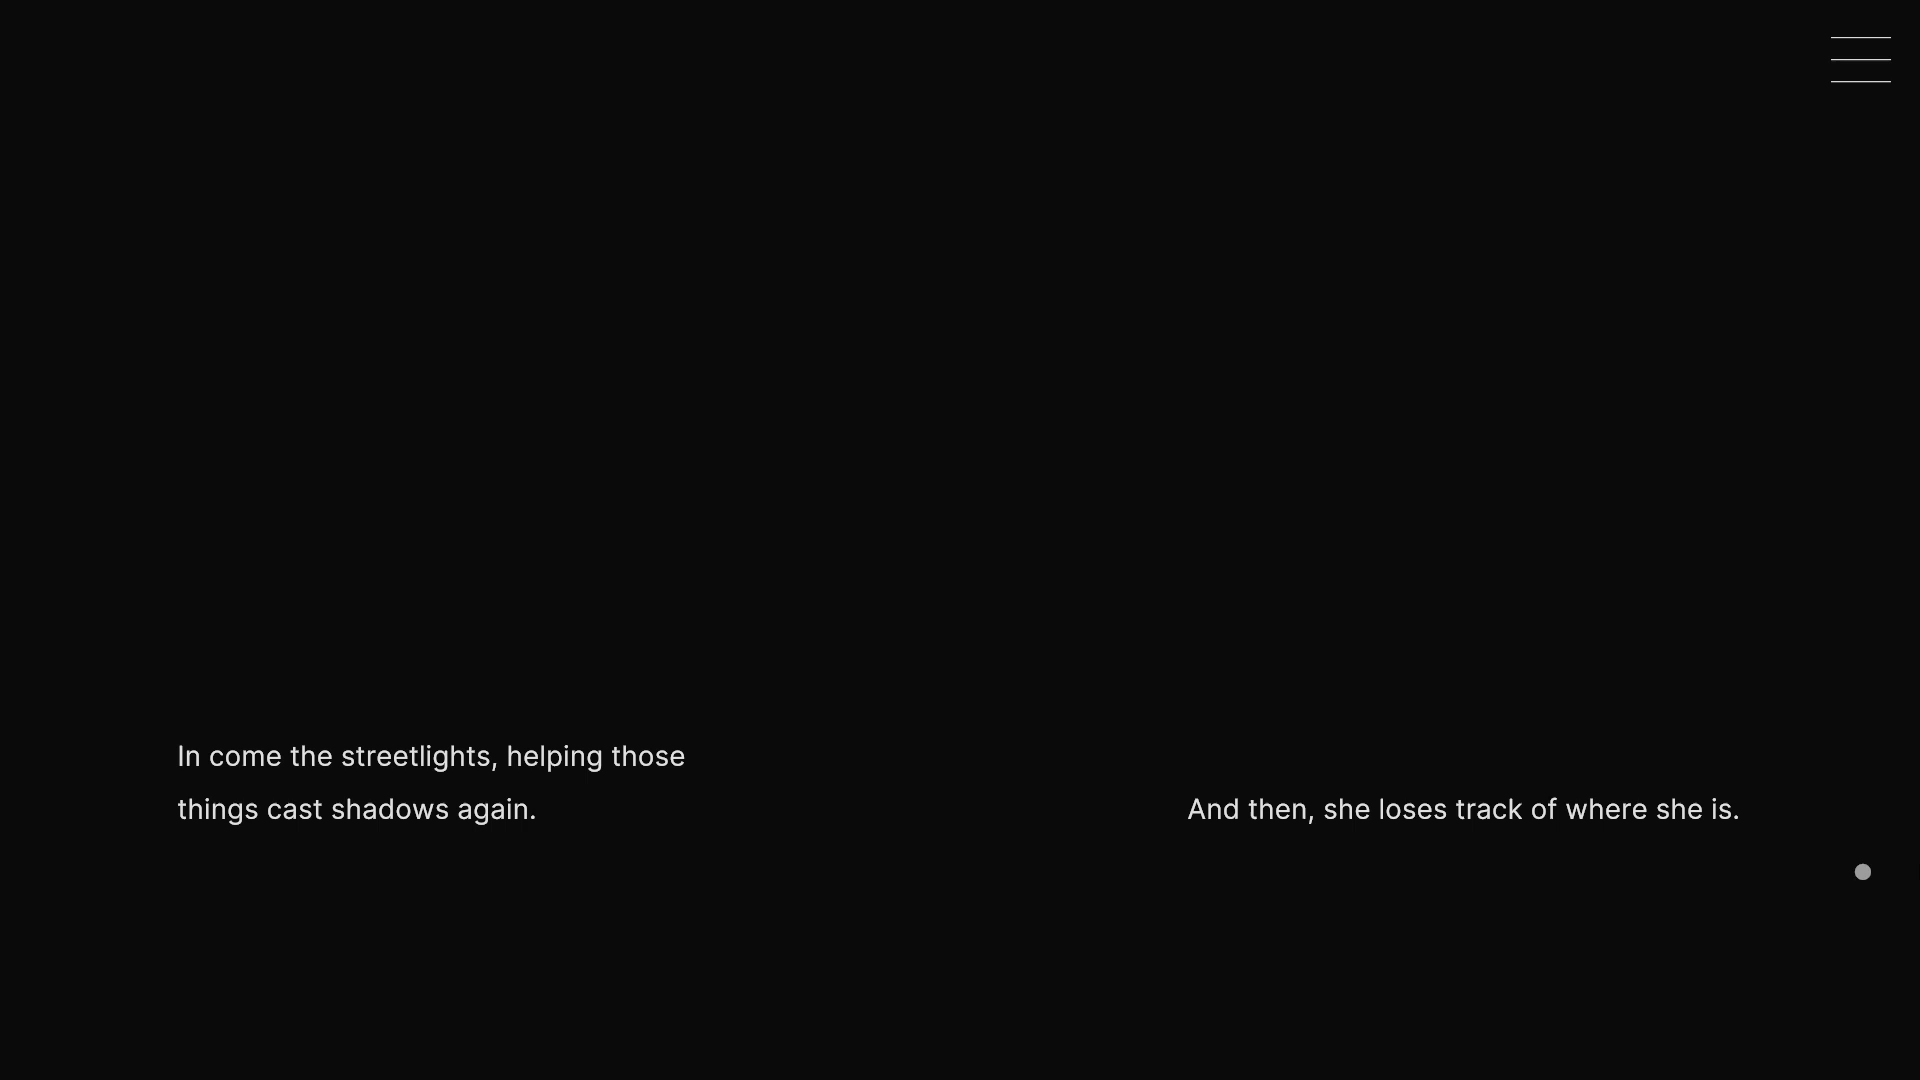 In come the streetlights, helping those
things cast shadows again.
And then, she loses track of where she is.